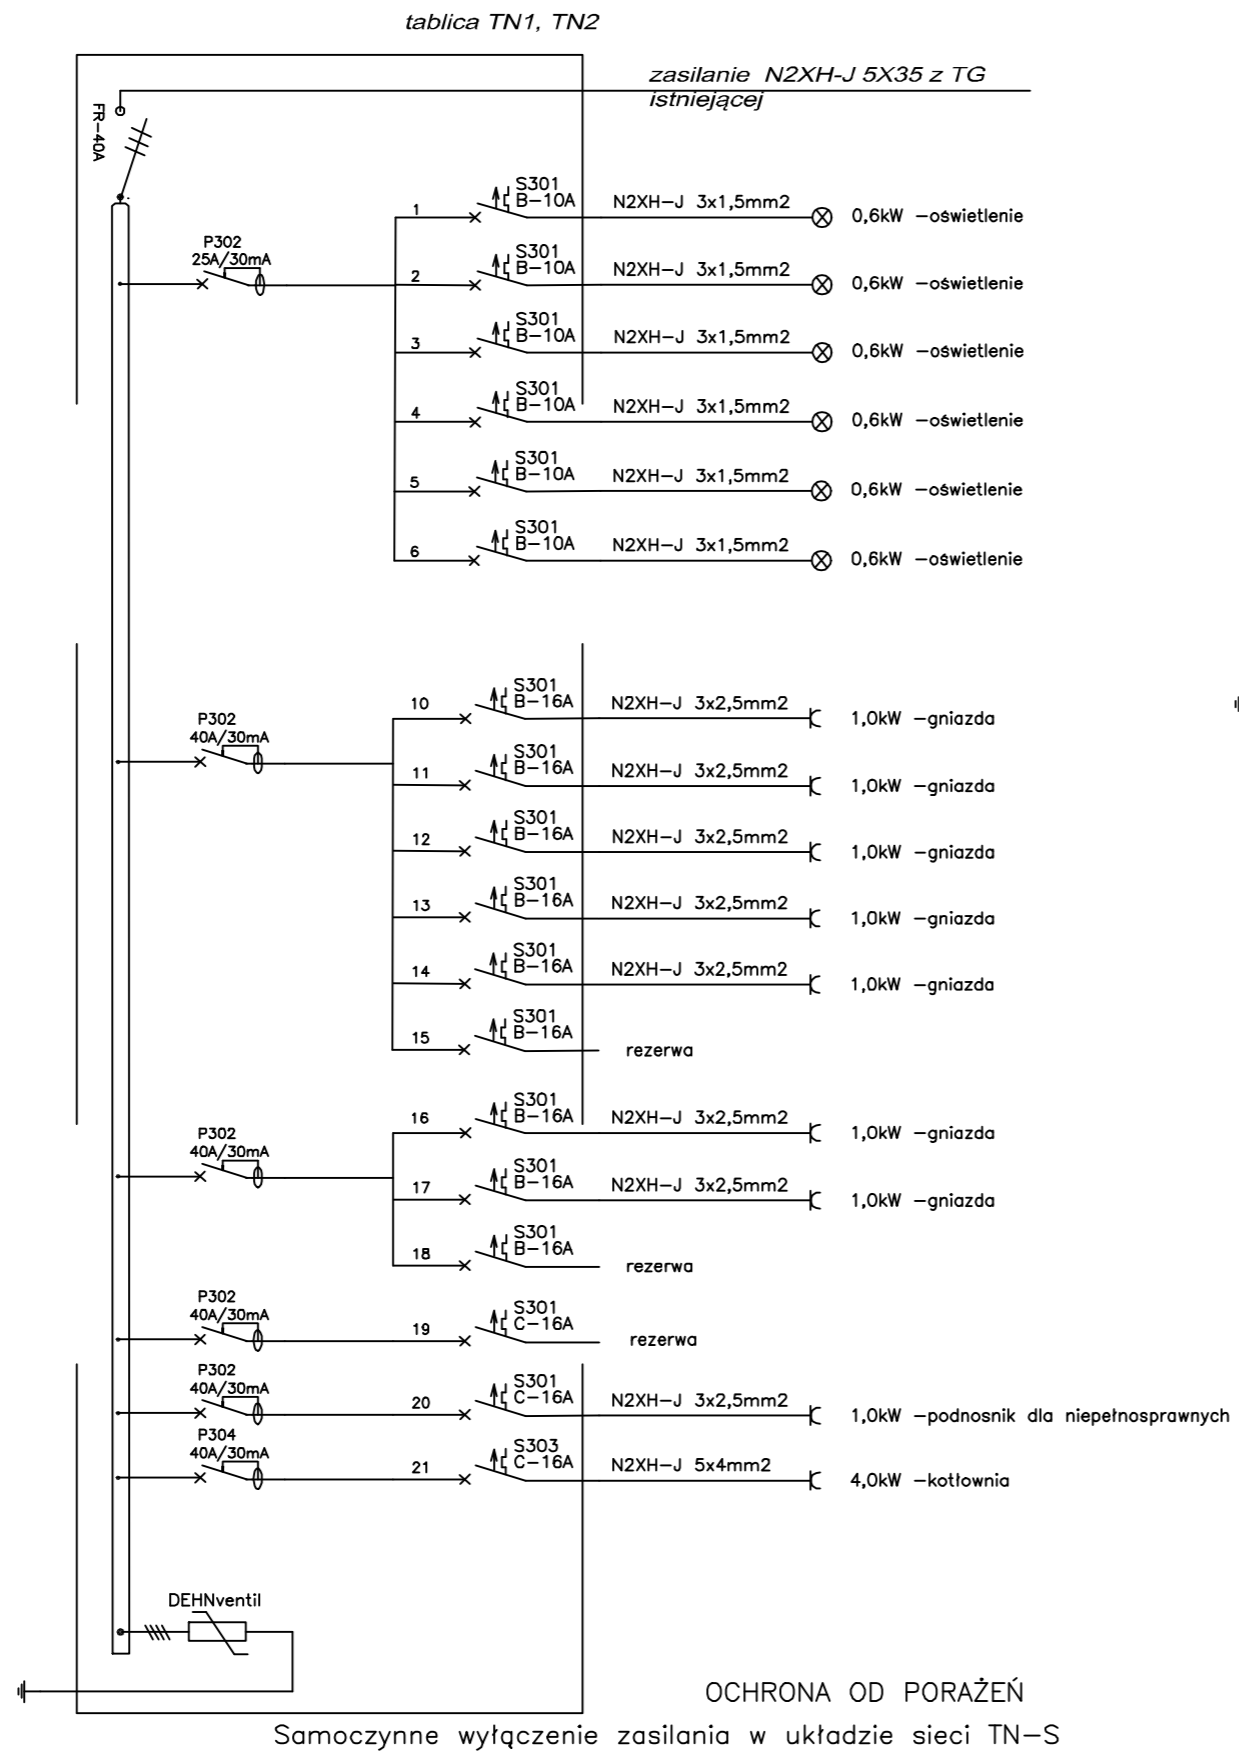 tablica TN1, TN2
zasilanie N2XH-J 5X35 z TG
istniejącej
FR-40A
P302
25A/30mA
1
S301
B-10A
N2XH-J 3x1,5mm2
0,6kW -oświetlenie
2
S301
B-10A
N2XH-J 3x1,5mm2
0,6kW -oświetlenie
3
S301
B-10A
N2XH-J 3x1,5mm2
0,6kW -oświetlenie
4
S301
B-10A
N2XH-J 3x1,5mm2
0,6kW -oświetlenie
5
S301
B-10A
N2XH-J 3x1,5mm2
0,6kW -oświetlenie
6
S301
B-10A
N2XH-J 3x1,5mm2
0,6kW -oświetlenie
P302
40A/30mA
10
S301
B-16A
N2XH-J 3x2,5mm2
1,0kW -gniazda
11
S301
B-16A
N2XH-J 3x2,5mm2
1,0kW -gniazda
12
S301
B-16A
N2XH-J 3x2,5mm2
1,0kW -gniazda
13
S301
B-16A
N2XH-J 3x2,5mm2
1,0kW -gniazda
14
S301
B-16A
N2XH-J 3x2,5mm2
1,0kW -gniazda
15
S301
B-16A
rezerwa
P302
40A/30mA
16
S301
B-16A
N2XH-J 3x2,5mm2
1,0kW -gniazda
17
S301
B-16A
N2XH-J 3x2,5mm2
1,0kW -gniazda
18
S301
B-16A
rezerwa
P302
40A/30mA
19
S301
C-16A
rezerwa
P302
40A/30mA
20
S301
C-16A
N2XH-J 3x2,5mm2
1,0kW -podnosnik dla niepełnosprawnych
P304
40A/30mA
21
S303
C-16A
N2XH-J 5x4mm2
4,0kW -kotłownia
DEHNventil
OCHRONA OD PORAŻEŃ
Samoczynne wyłączenie zasilania w układzie sieci TN-S